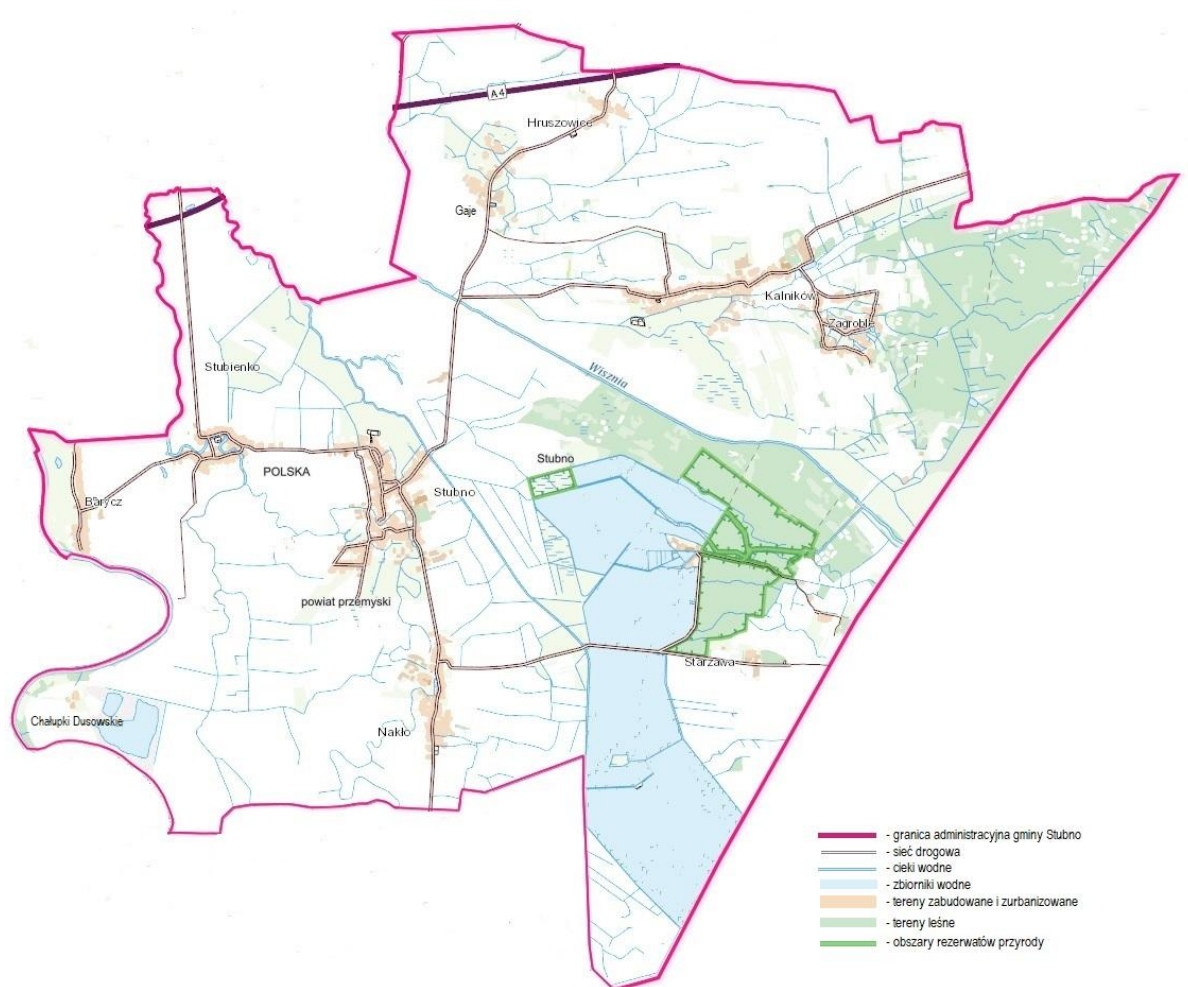 A4
Hruszowice
Gaje
Kalników
Zagroble
Wisznia
Stubienko
Stubno
POLSKA
Stubno
Barycz
powiat przemyski
Starzawa
Chałupki Dusowskie
Nakło
- granica administracyjna gminy Stubno
- sieć drogowa
- cieki wodne
- zbiorniki wodne
- tereny zabudowane i zurbanizowane
- tereny leśne
- obszary rezerwatów przyrody